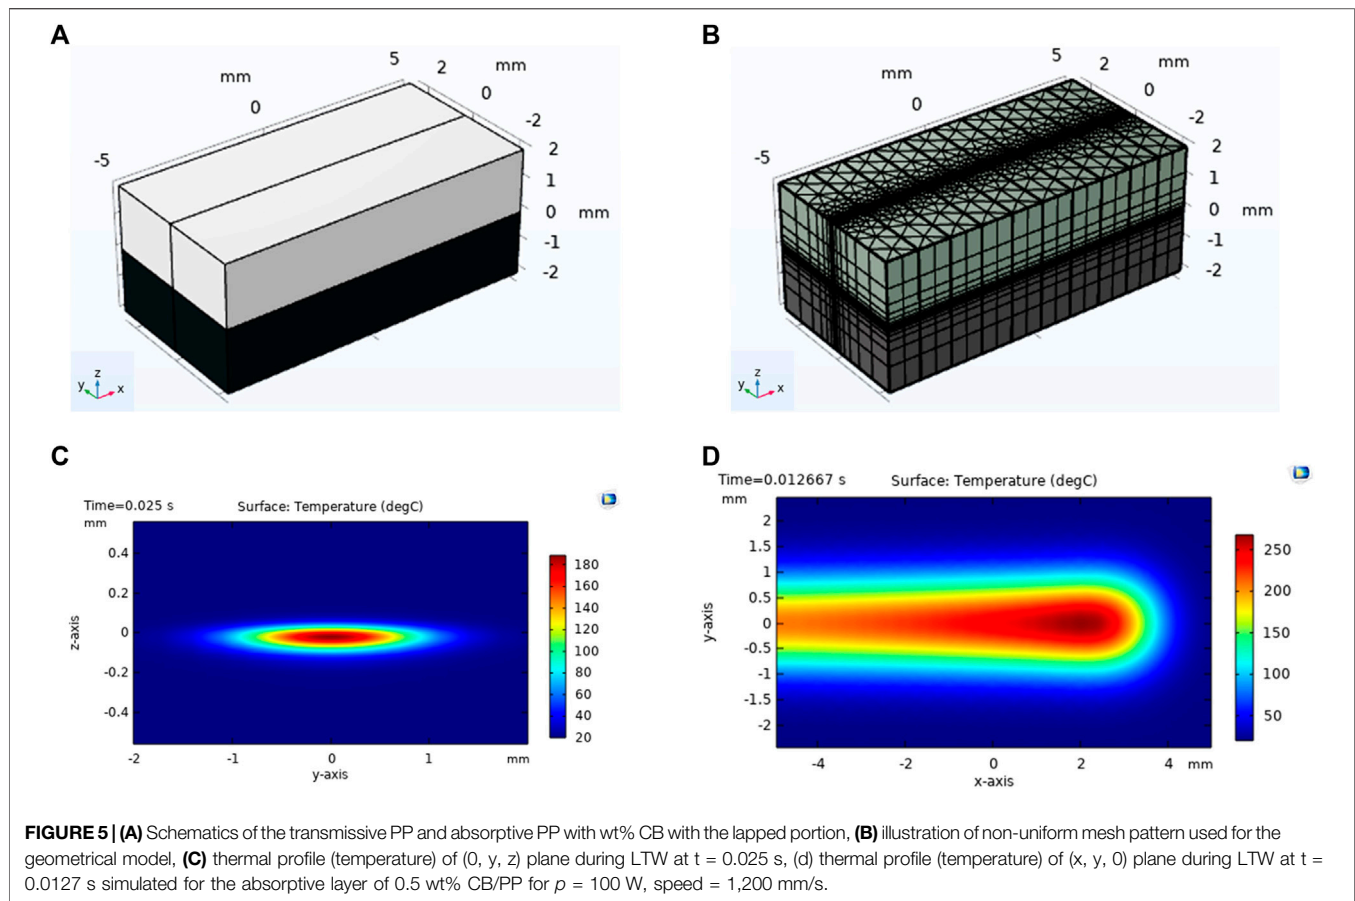 A
mm
5
2
mm
0
0
-2
-5
2
1
0
mm
-1
-2
z
y
x
B
mm
5
2
mm
0
0
-2
-5
2
1
0
mm
-1
-2
z
y
x
C
Time=0.025 s
Surface: Temperature (degC)
mm
0.4
0.2
0
-0.2
-0.4
z-axis
-2
-1
0
1
mm
y-axis
180
160
140
120
100
80
60
40
20
D
Time=0.012667 s
Surface: Temperature (degC)
mm
2
1.5
1
0.5
0
-0.5
-1
-1.5
-2
y-axis
-4
-2
0
2
4
mm
x-axis
250
200
150
100
50
FIGURE 5 | (A) Schematics of the transmissive PP and absorptive PP with wt% CB with the lapped portion, (B) illustration of non-uniform mesh pattern used for the
geometrical model, (C) thermal profile (temperature) of (0, y, z) plane during LTW at t = 0.025 s, (d) thermal profile (temperature) of (x, y, 0) plane during LTW at t =
0.0127 s simulated for the absorptive layer of 0.5 wt% CB/PP for p = 100 W, speed = 1,200 mm/s.